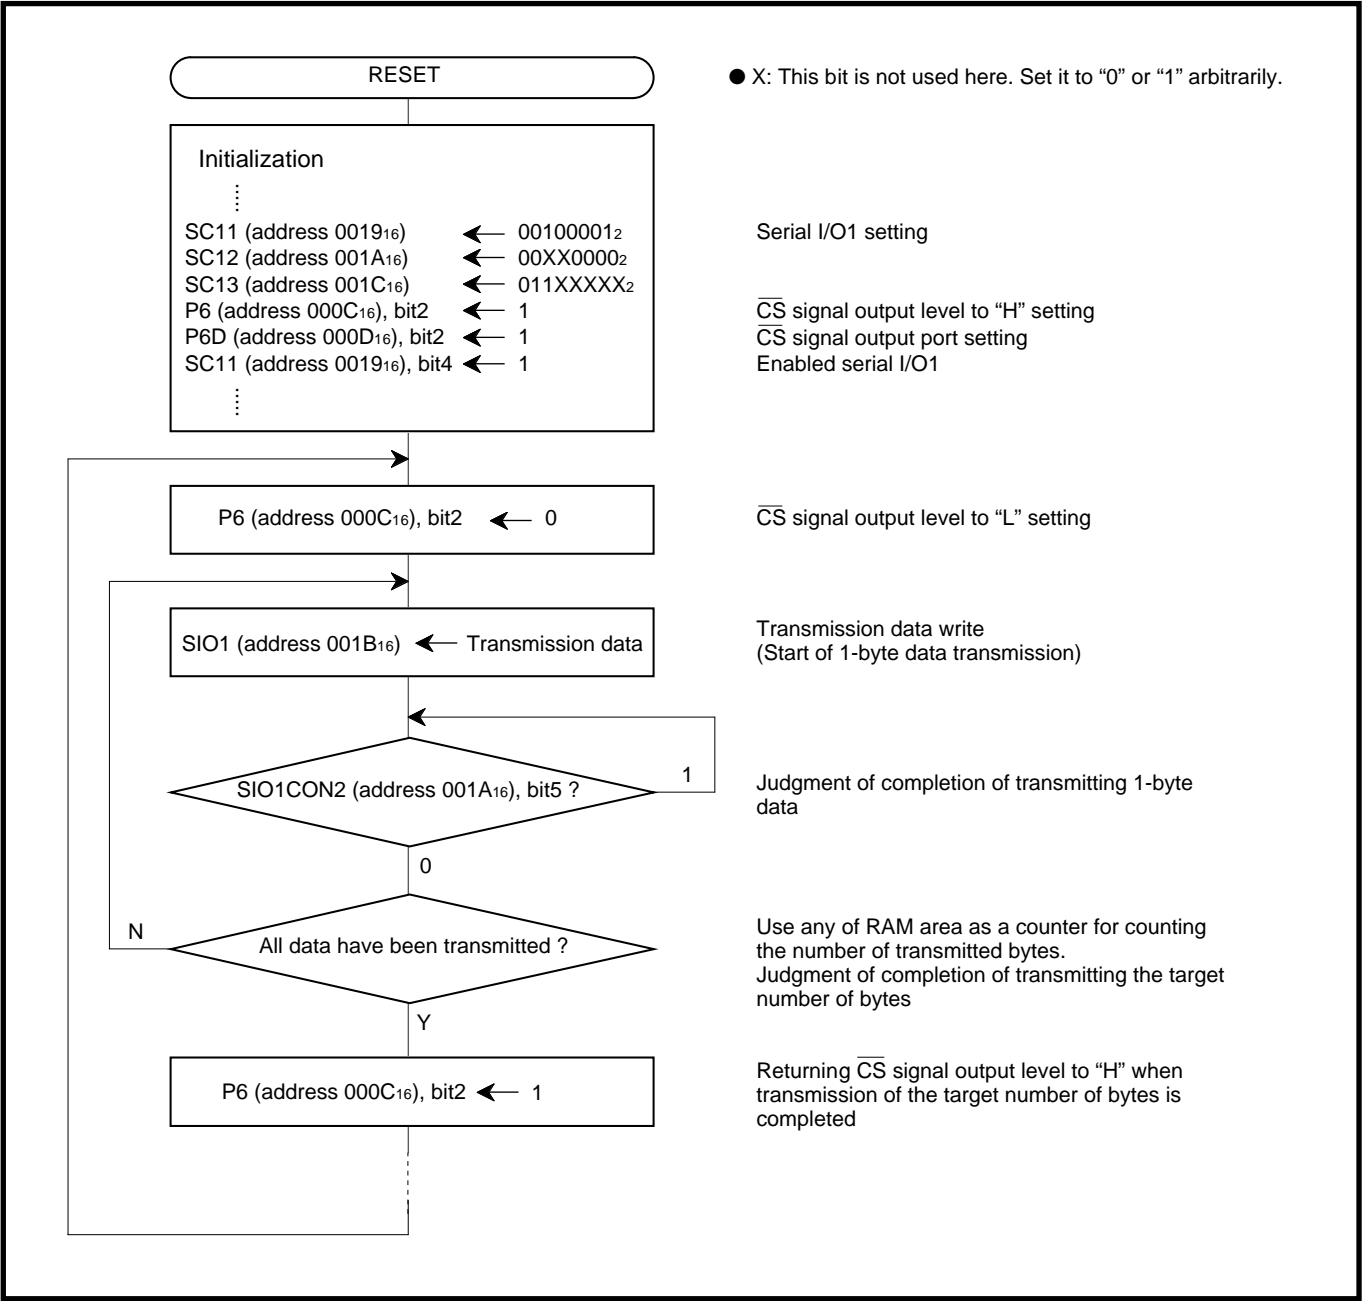 RESET
● X: This bit is not used here. Set it to “0” or “1” arbitrarily.
Initialization
SC11 (address 0019₁₆) ← 00100001₂ Serial I/O1 setting
SC12 (address 001A₁₆) ← 00XX0000₂
SC13 (address 001C₁₆) ← 011XXXXX₂
P6 (address 000C₁₆), bit2 ← 1 C̅S̅ signal output level to “H” setting
P6D (address 000D₁₆), bit2 ← 1 C̅S̅ signal output port setting
SC11 (address 0019₁₆), bit4 ← 1 Enabled serial I/O1
P6 (address 000C₁₆), bit2 ← 0 C̅S̅ signal output level to “L” setting
SIO1 (address 001B₁₆) ← Transmission data
Transmission data write
(Start of 1-byte data transmission)
SIO1CON2 (address 001A₁₆), bit5 ?
1
Judgment of completion of transmitting 1-byte
data
0
All data have been transmitted ?
N
Use any of RAM area as a counter for counting
the number of transmitted bytes.
Judgment of completion of transmitting the target
number of bytes
Y
P6 (address 000C₁₆), bit2 ← 1
Returning C̅S̅ signal output level to “H” when
transmission of the target number of bytes is
completed